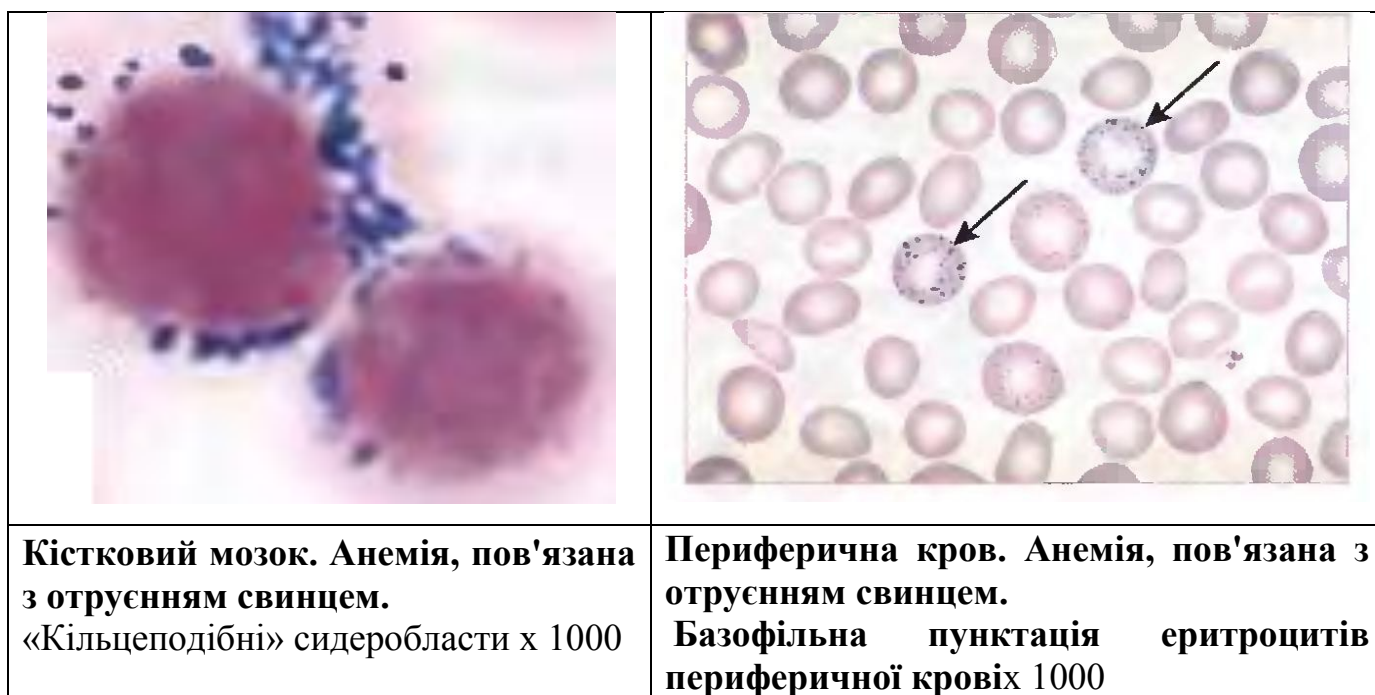 Кістковий мозок. Анемія, пов'язана
з отруєнням свинцем.
«Кільцеподібні» сидеробласти х 1000
Периферична кров. Анемія, пов'язана з
отруєнням свинцем.
Базофільна пунктація еритроцитів
периферичної кровіх 1000